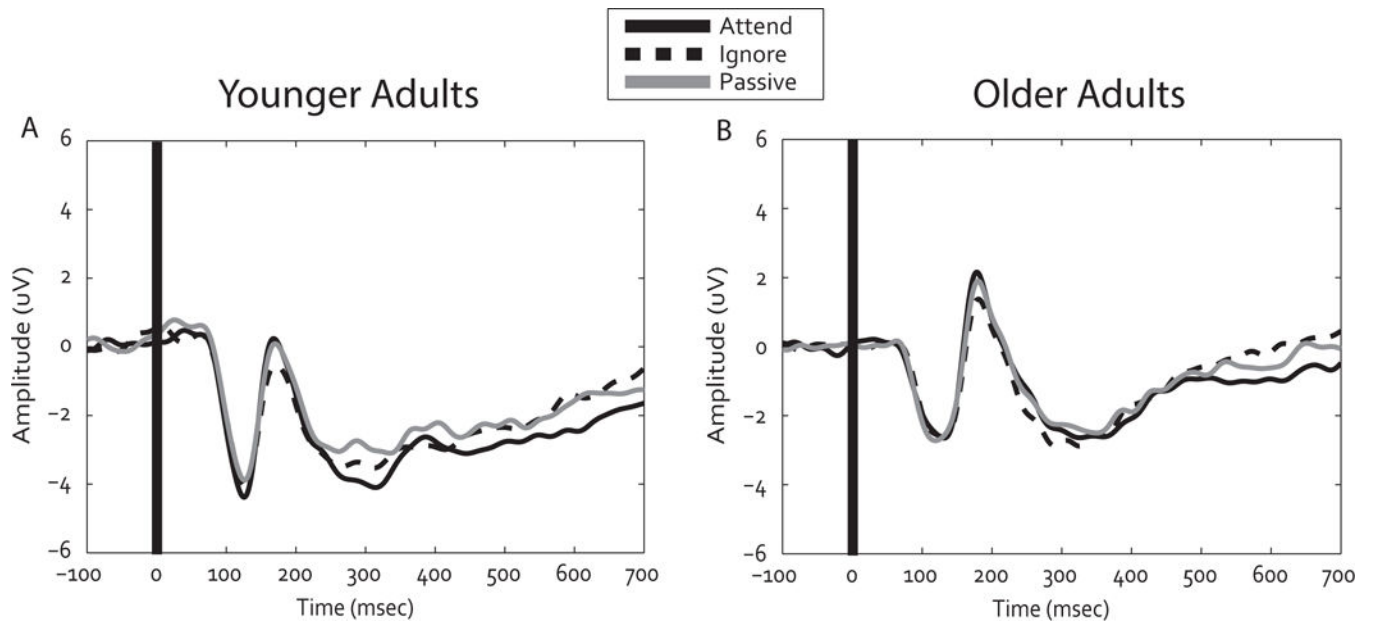 Attend
Ignore
Passive
Younger Adults
Older Adults
A
B
6
4
2
0
−2
−4
−6
Amplitude (uV)
−100 0 100 200 300 400 500 600 700
Time (msec)
6
4
2
0
−2
−4
−6
Amplitude (uV)
−100 0 100 200 300 400 500 600 700
Time (msec)